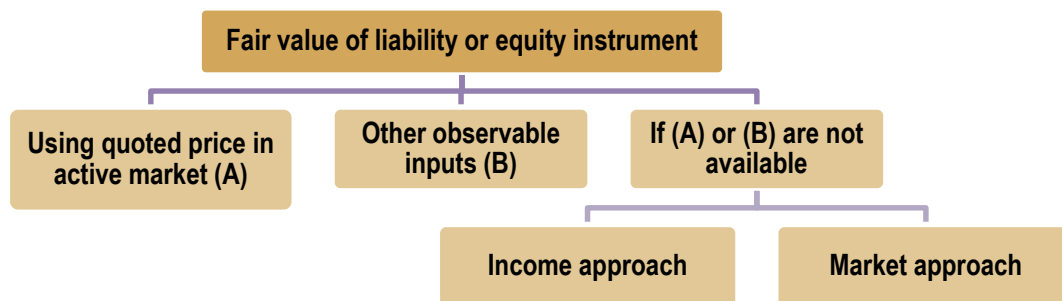 Fair value of liability or equity instrument
Using quoted price in
active market (A)
Other observable
inputs (B)
If (A) or (B) are not
available
Income approach
Market approach